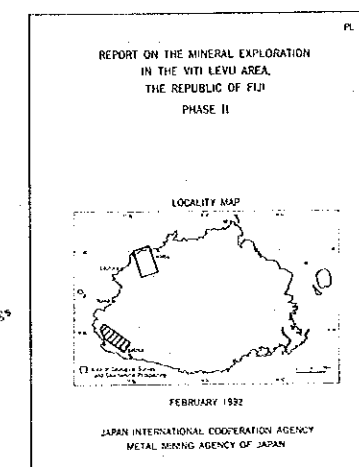 PL
REPORT ON THE MINERAL EXPLORATION
IN THE VITI LEVU AREA,
THE REPUBLIC OF FIJI
PHASE II
LOCALITY MAP
FEBRUARY 1992
JAPAN INTERNATIONAL COOPERATION AGENCY
METAL MINING AGENCY OF JAPAN